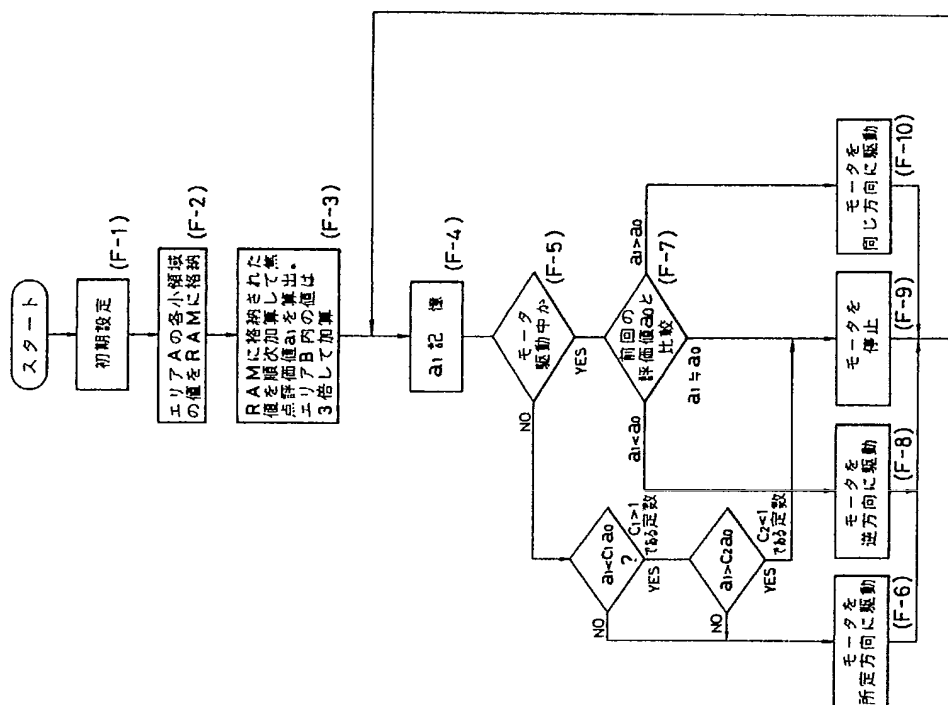 スタート
初期設定
(F-1)
エリアAの各小領域
の値をRAMに格納
(F-2)
RAMに格納された
値を順次加算して焦
点評価値a1を算出。
エリアB内の値は
3倍して加算
(F-3)
a1記 憶
(F-4)
モータ
駆動中か
(F-5)
NO
YES
前回の
評価値a0と
比較
(F-7)
a1<a0
a1≒a0
a1>a0
a1<C1a0
?
C1>1
である定数
NO
YES
a1>C2a0
C2<1
である定数
NO
YES
モータを
所定方向に駆動
(F-6)
モータを
逆方向に駆動
(F-8)
モータを
停止
(F-9)
モータを
同じ方向に駆動
(F-10)